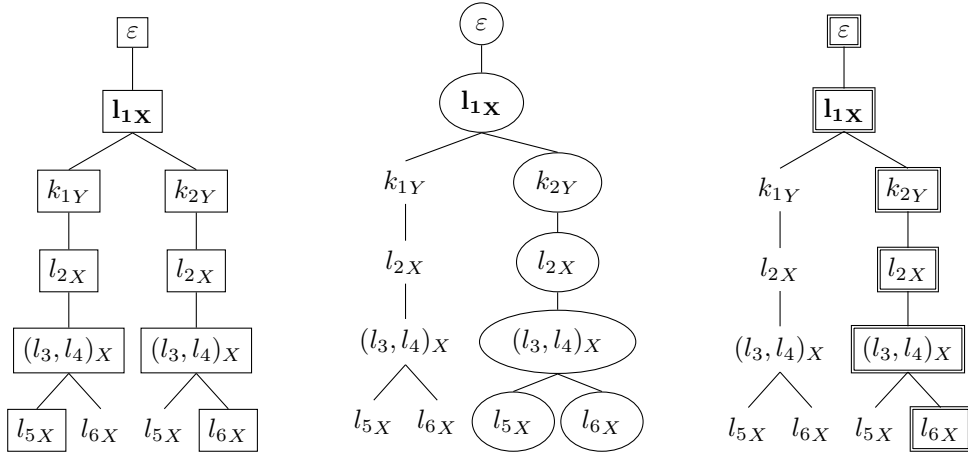 ε ε ε
l₁X l₁X l₁X
k₁Y k₂Y k₁Y k₂Y k₁Y k₂Y
l₂X l₂X l₂X l₂X l₂X l₂X
(l₃, l₄)X (l₃, l₄)X (l₃, l₄)X (l₃, l₄)X (l₃, l₄)X (l₃, l₄)X
l₅X l₆X l₅X l₆X l₅X l₆X l₅X l₆X l₅X l₆X l₅X l₆X